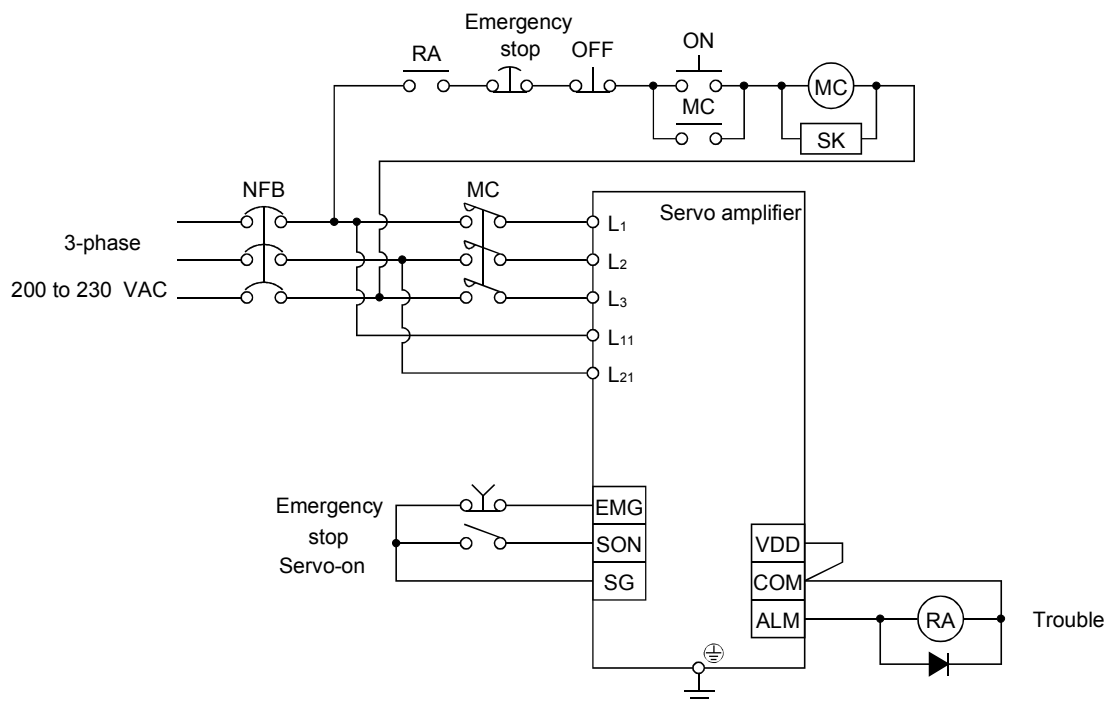 Emergency
stop
RA
OFF
ON
MC
MC
SK
NFB
MC
3-phase
200 to 230 VAC
Servo amplifier
L1
L2
L3
L11
L21
Emergency
stop
Servo-on
EMG
SON
SG
VDD
COM
ALM
RA
Trouble